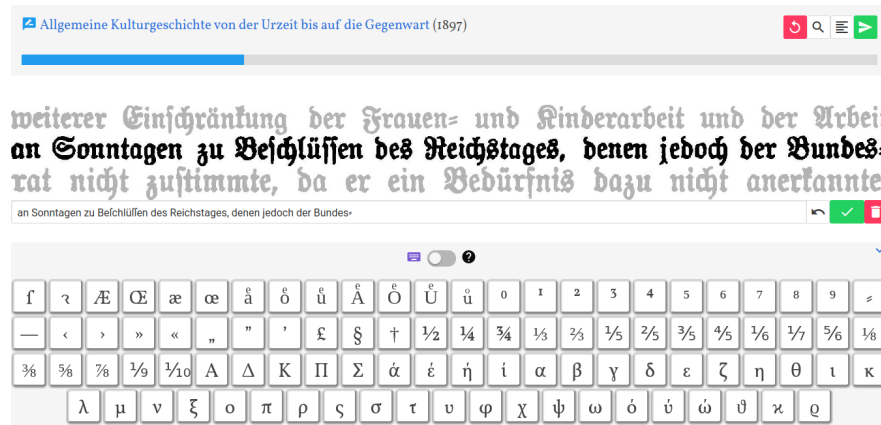 Allgemeine Kulturgeschichte von der Urzeit bis auf die Gegenwart (1897)
weiterer Einſchränkung der Frauen⸗ und Kinderarbeit und der Arbei
an Sonntagen zu Beſchlüſſen des Reichstages, denen jedoch der Bundes⸗
rat nicht zuſtimmte, da er ein Bedürfnis dazu nicht anerkannte
an Sonntagen zu Beſchlüſſen des Reichstages, denen jedoch der Bundes⸗
ſ ꝛ Æ Œ æ œ aͤ oͤ uͤ Aͤ Oͤ Uͤ uͦ ⁰ ¹ ² ³ ⁴ ⁵ ⁶ ⁷ ⁸ ⁹ ⸗
— ‹ › » « „ ” ’ £ § † ½ ¼ ¾ ⅓ ⅔ ⅕ ⅖ ⅗ ⅘ ⅙ ⅐ ⅚ ⅛
⅜ ⅝ ⅞ ⅑ ⅒ Α Δ Κ Π Σ ά έ ή ί α β γ δ ε ζ η θ ι κ
λ μ ν ξ ο π ρ ς σ τ υ φ χ ψ ω ό ύ ώ ϑ ϰ ϱ